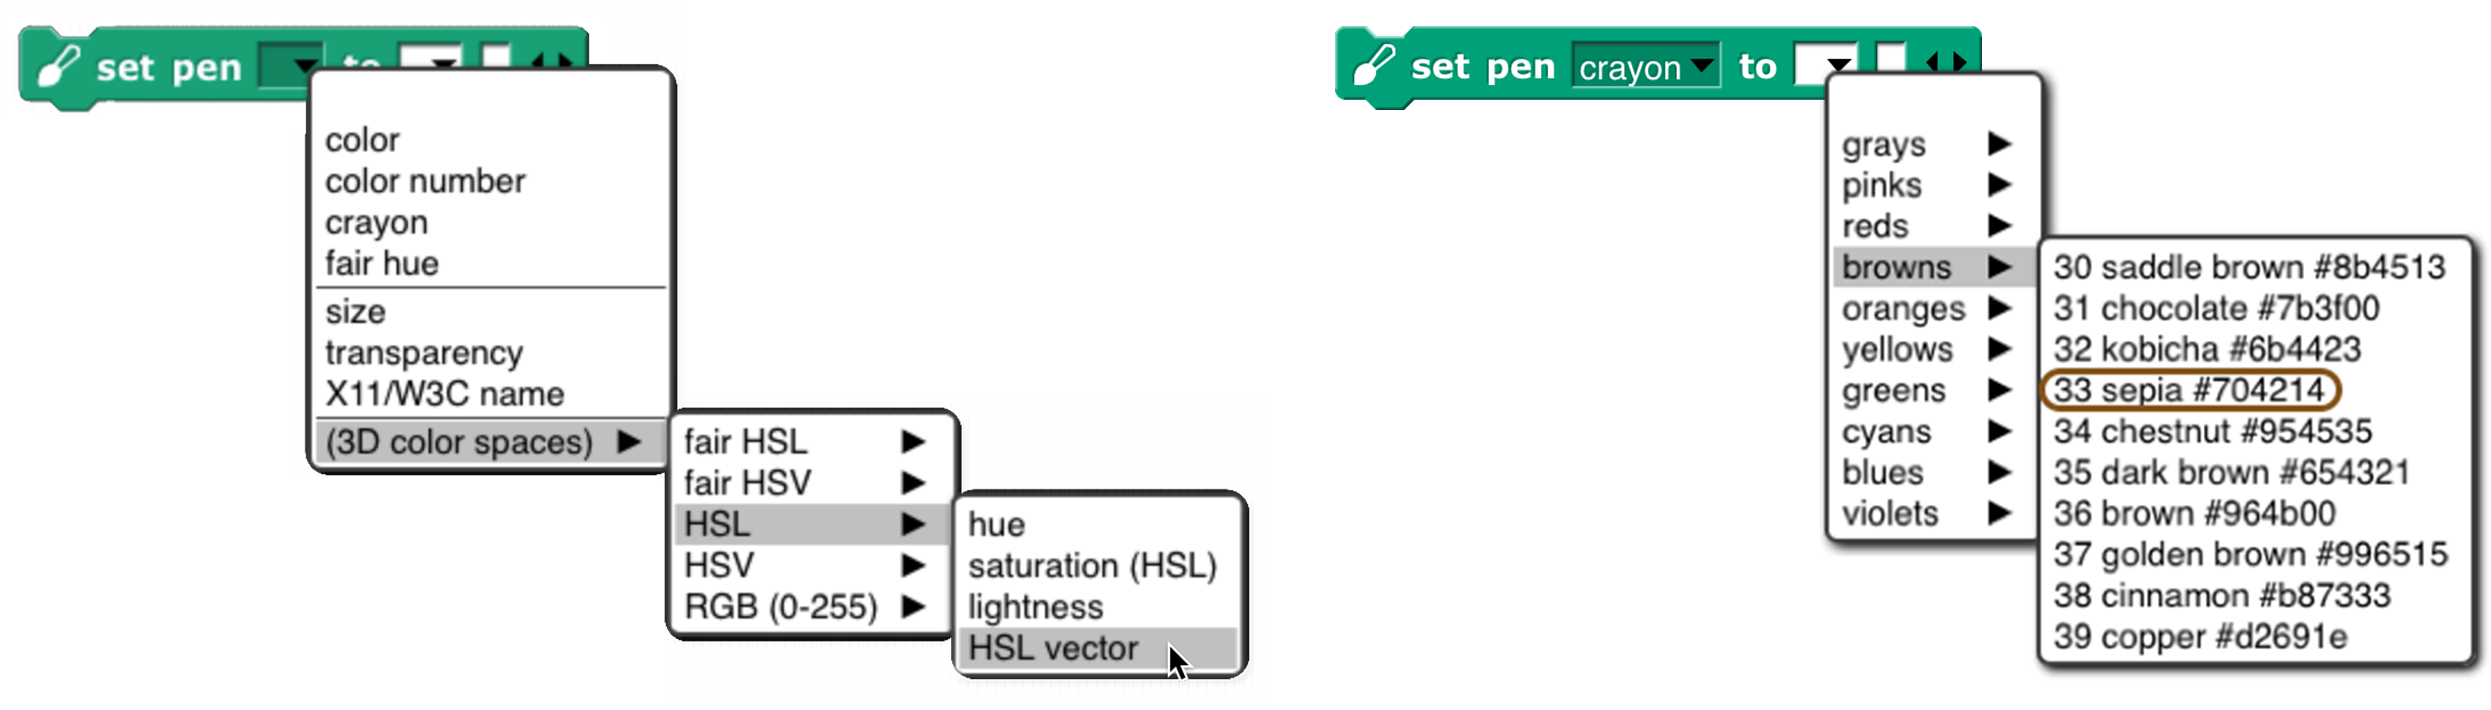 set pen to
color
color number
crayon
fair hue
size
transparency
X11/W3C name
(3D color spaces)
fair HSL
fair HSV
HSL
HSV
RGB (0-255)
hue
saturation (HSL)
lightness
HSL vector
set pen crayon to
grays
pinks
reds
browns
oranges
yellows
greens
cyans
blues
violets
30 saddle brown #8b4513
31 chocolate #7b3f00
32 kobicha #6b4423
33 sepia #704214
34 chestnut #954535
35 dark brown #654321
36 brown #964b00
37 golden brown #996515
38 cinnamon #b87333
39 copper #d2691e